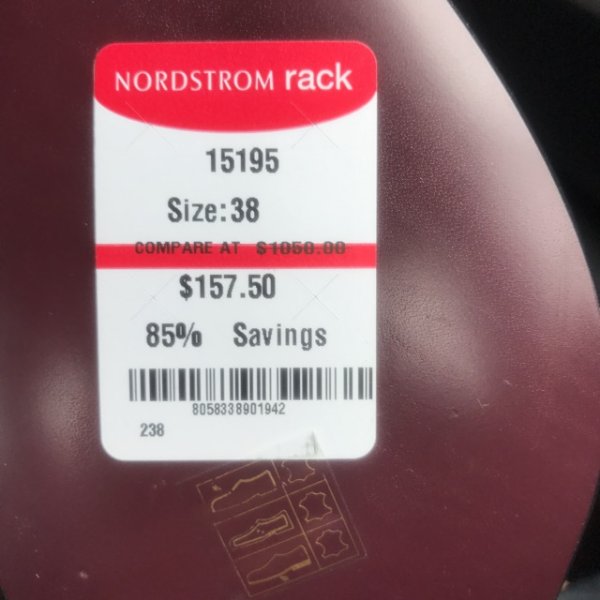 NORDSTROM rack
15195
Size:38
COMPARE AT $1050.00
$157.50
85% Savings
8058338901942
238